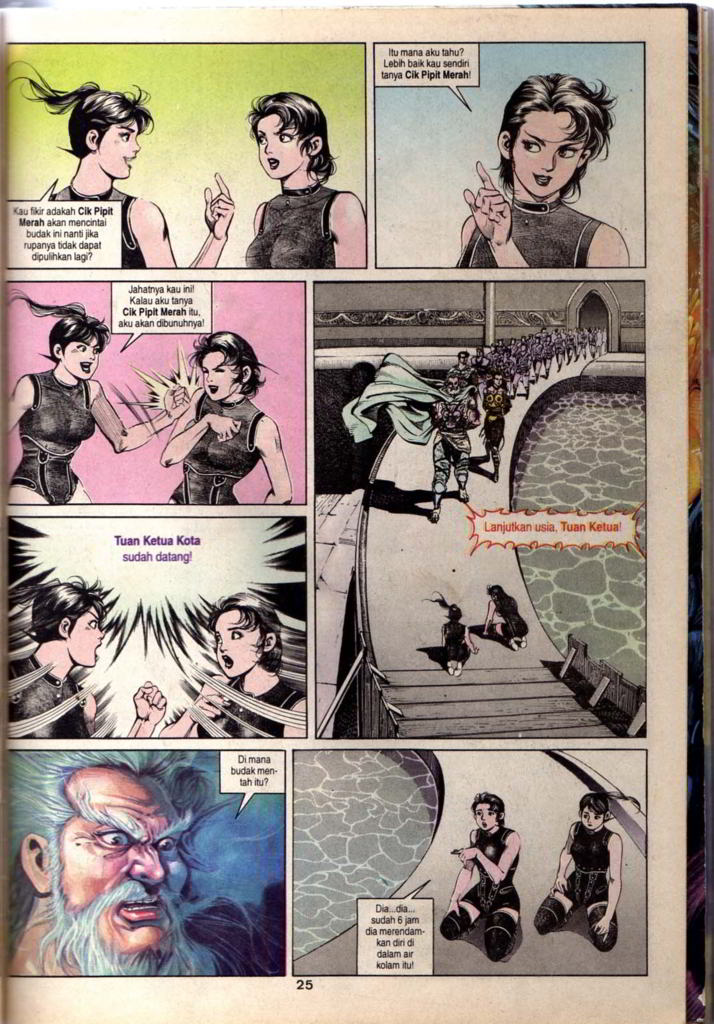 Kau fikir adakah Cik Pipit
Merah akan mencintai
budak ini nanti jika
rupanya tidak dapat
dipulihkan lagi?
Itu mana aku tahu?
Lebih baik kau sendiri
tanya Cik Pipit Merah!
Jahatnya kau ini!
Kalau aku tanya
Cik Pipit Merah itu,
aku akan dibunuhnya!
Lanjutkan usia, Tuan Ketua!
Tuan Ketua Kota
sudah datang!
Di mana
budak men-
tah itu?
Dia...dia...
sudah 6 jam
dia merendam-
kan diri di
dalam air
kolam itu!
25